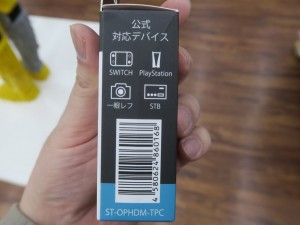 公式
対応デバイス
SWITCH PlayStation
一眼レフ STB
4 580624 860168
ST-OPHDM-TPC